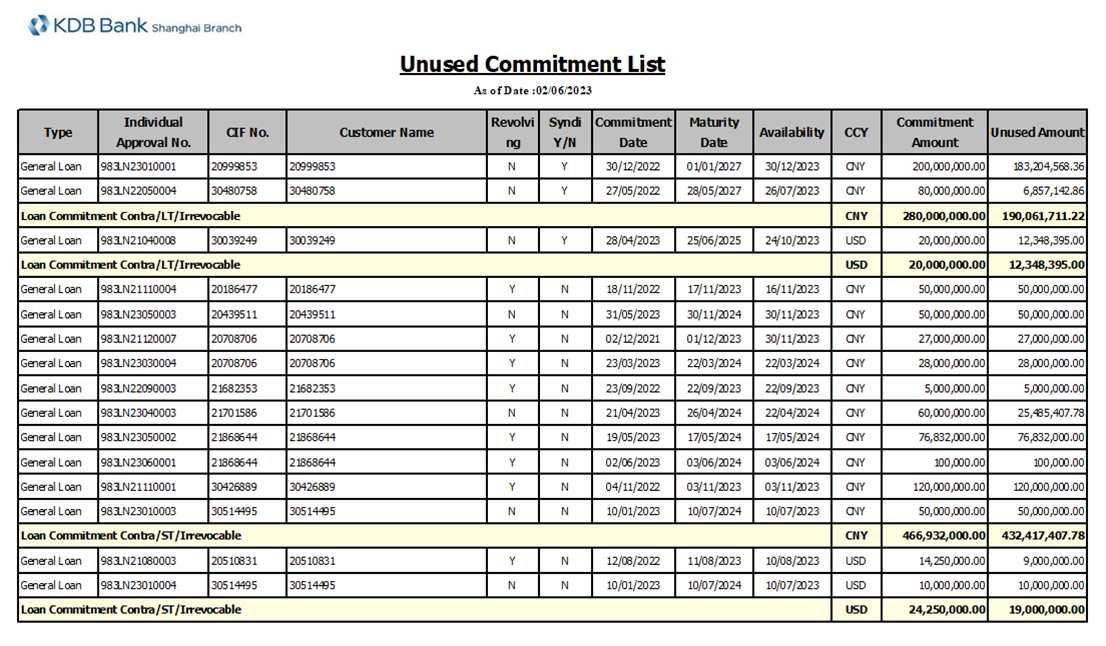 KDB Bank Shanghai Branch
Unused Commitment List
As of Date :02/06/2023
Type Individual Approval No. CIF No. Customer Name Revolving Syndi Y/N Commitment Date Maturity Date Availability CCY Commitment Amount Unused Amount
General Loan 983LN23010001 20999853 20999853 N Y 30/12/2022 01/01/2027 30/12/2023 CNY 200,000,000.00 183,204,568.36
General Loan 983LN22050004 30480758 30480758 N Y 27/05/2022 28/05/2027 26/07/2023 CNY 80,000,000.00 6,857,142.86
Loan Commitment Contra/LT/Irrevocable CNY 280,000,000.00 190,061,711.22
General Loan 983LN21040008 30039249 30039249 N Y 28/04/2023 25/06/2025 24/10/2023 USD 20,000,000.00 12,348,395.00
Loan Commitment Contra/LT/Irrevocable USD 20,000,000.00 12,348,395.00
General Loan 983LN21110004 20186477 20186477 Y N 18/11/2022 17/11/2023 16/11/2023 CNY 50,000,000.00 50,000,000.00
General Loan 983LN23050003 20439511 20439511 N N 31/05/2023 30/11/2024 30/11/2023 CNY 50,000,000.00 50,000,000.00
General Loan 983LN21120007 20708706 20708706 Y N 02/12/2021 01/12/2023 30/11/2023 CNY 27,000,000.00 27,000,000.00
General Loan 983LN23030004 20708706 20708706 Y N 23/03/2023 22/03/2024 22/03/2024 CNY 28,000,000.00 28,000,000.00
General Loan 983LN22090003 21682353 21682353 Y N 23/09/2022 22/09/2023 22/09/2023 CNY 5,000,000.00 5,000,000.00
General Loan 983LN23040003 21701586 21701586 N N 21/04/2023 26/04/2024 22/04/2024 CNY 60,000,000.00 25,485,407.78
General Loan 983LN23050002 21868644 21868644 Y N 19/05/2023 17/05/2024 17/05/2024 CNY 76,832,000.00 76,832,000.00
General Loan 983LN23060001 21868644 21868644 Y N 02/06/2023 03/06/2024 03/06/2024 CNY 100,000.00 100,000.00
General Loan 983LN21110001 30426889 30426889 Y N 04/11/2022 03/11/2023 03/11/2023 CNY 120,000,000.00 120,000,000.00
General Loan 983LN23010003 30514495 30514495 N N 10/01/2023 10/07/2024 10/07/2023 CNY 50,000,000.00 50,000,000.00
Loan Commitment Contra/ST/Irrevocable CNY 466,932,000.00 432,417,407.78
General Loan 983LN21080003 20510831 20510831 Y N 12/08/2022 11/08/2023 10/08/2023 USD 14,250,000.00 9,000,000.00
General Loan 983LN23010004 30514495 30514495 N N 10/01/2023 10/07/2024 10/07/2023 USD 10,000,000.00 10,000,000.00
Loan Commitment Contra/ST/Irrevocable USD 24,250,000.00 19,000,000.00